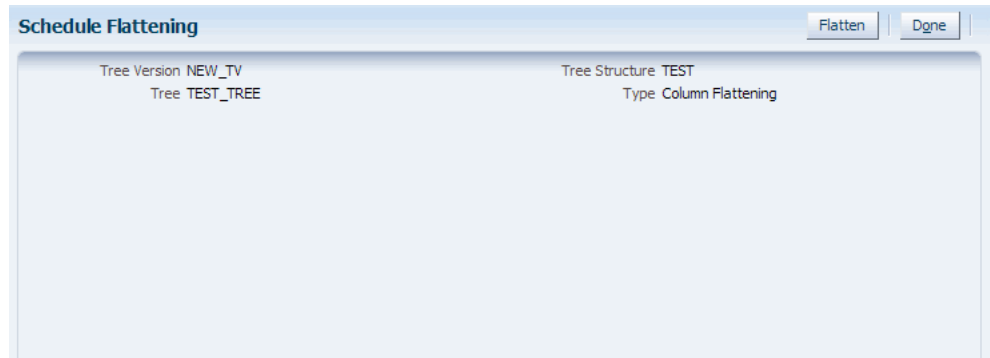 Schedule Flattening Flatten Done
Tree Version NEW_TV Tree Structure TEST
Tree TEST_TREE Type Column Flattening